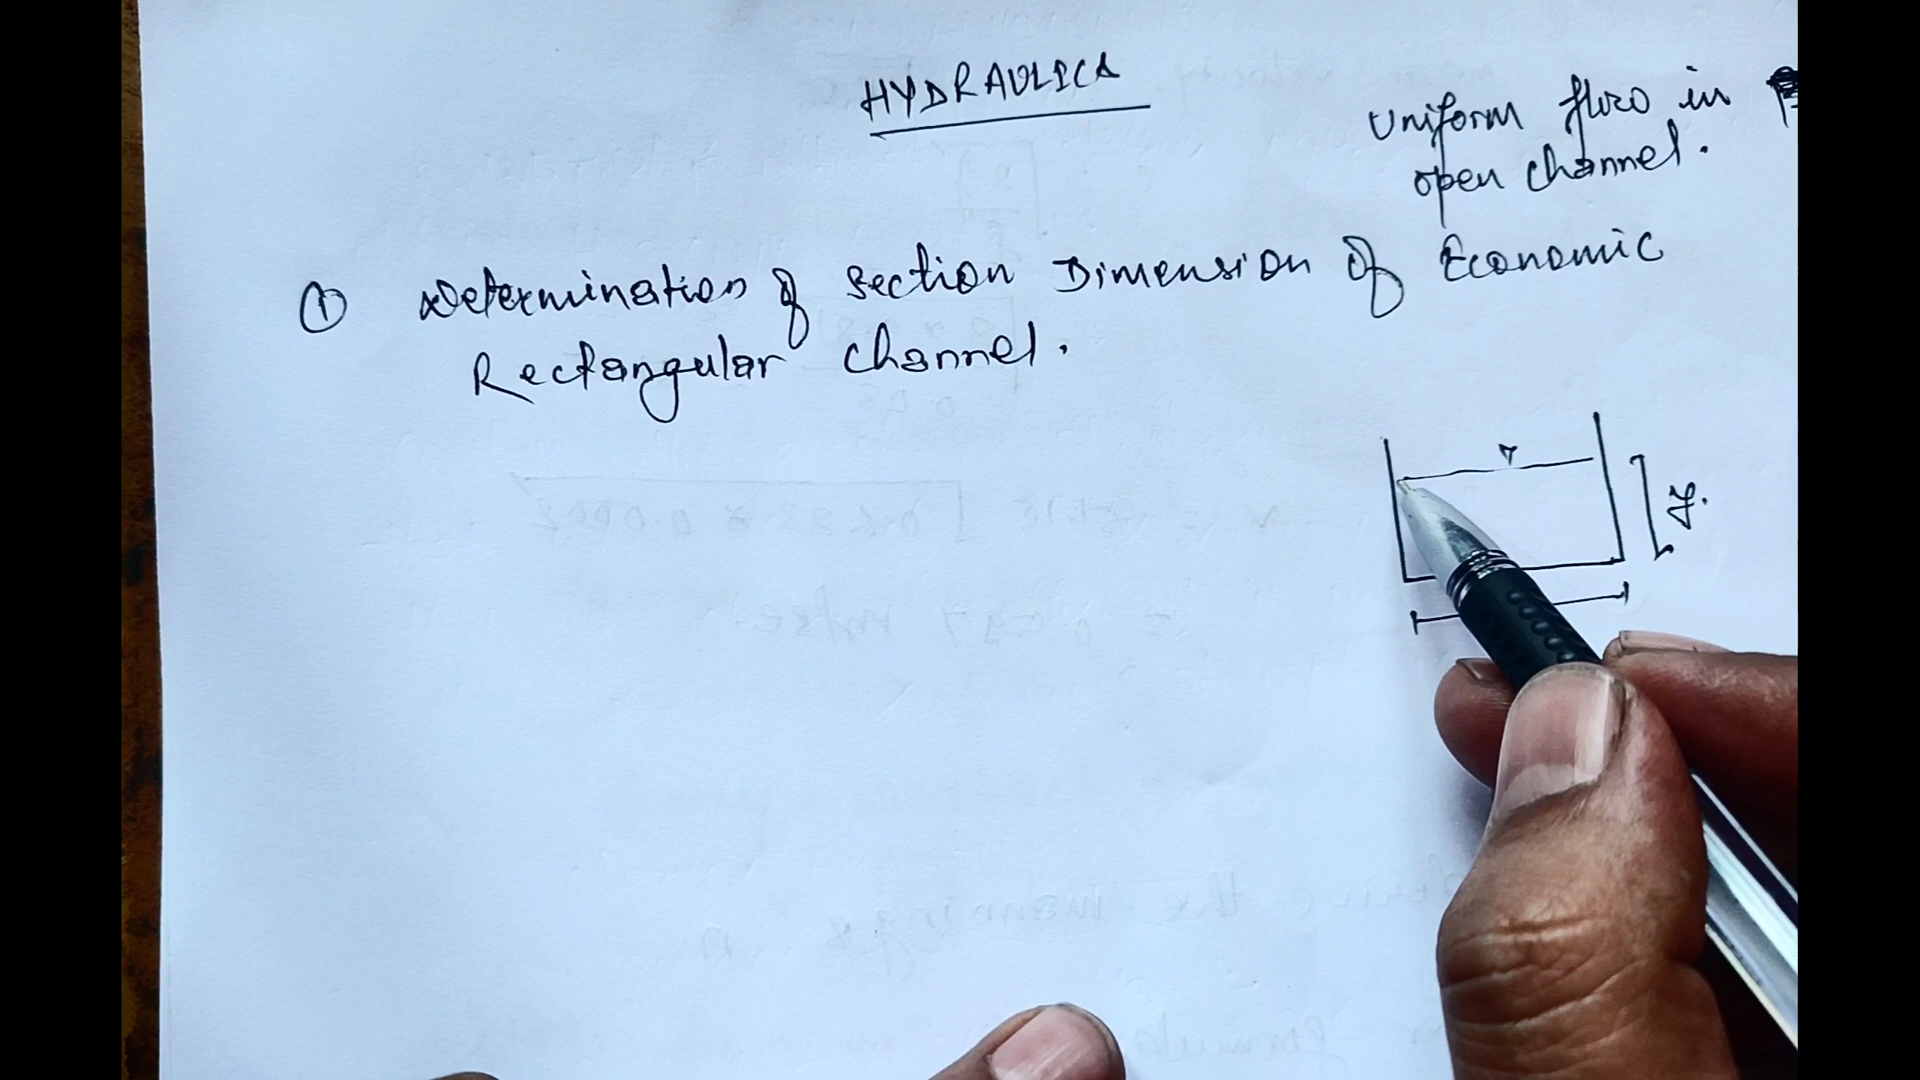 HYDRAULICS
Uniform flow in
open channel.
① Determination of section Dimension of Economic
Rectangular channel.
y.